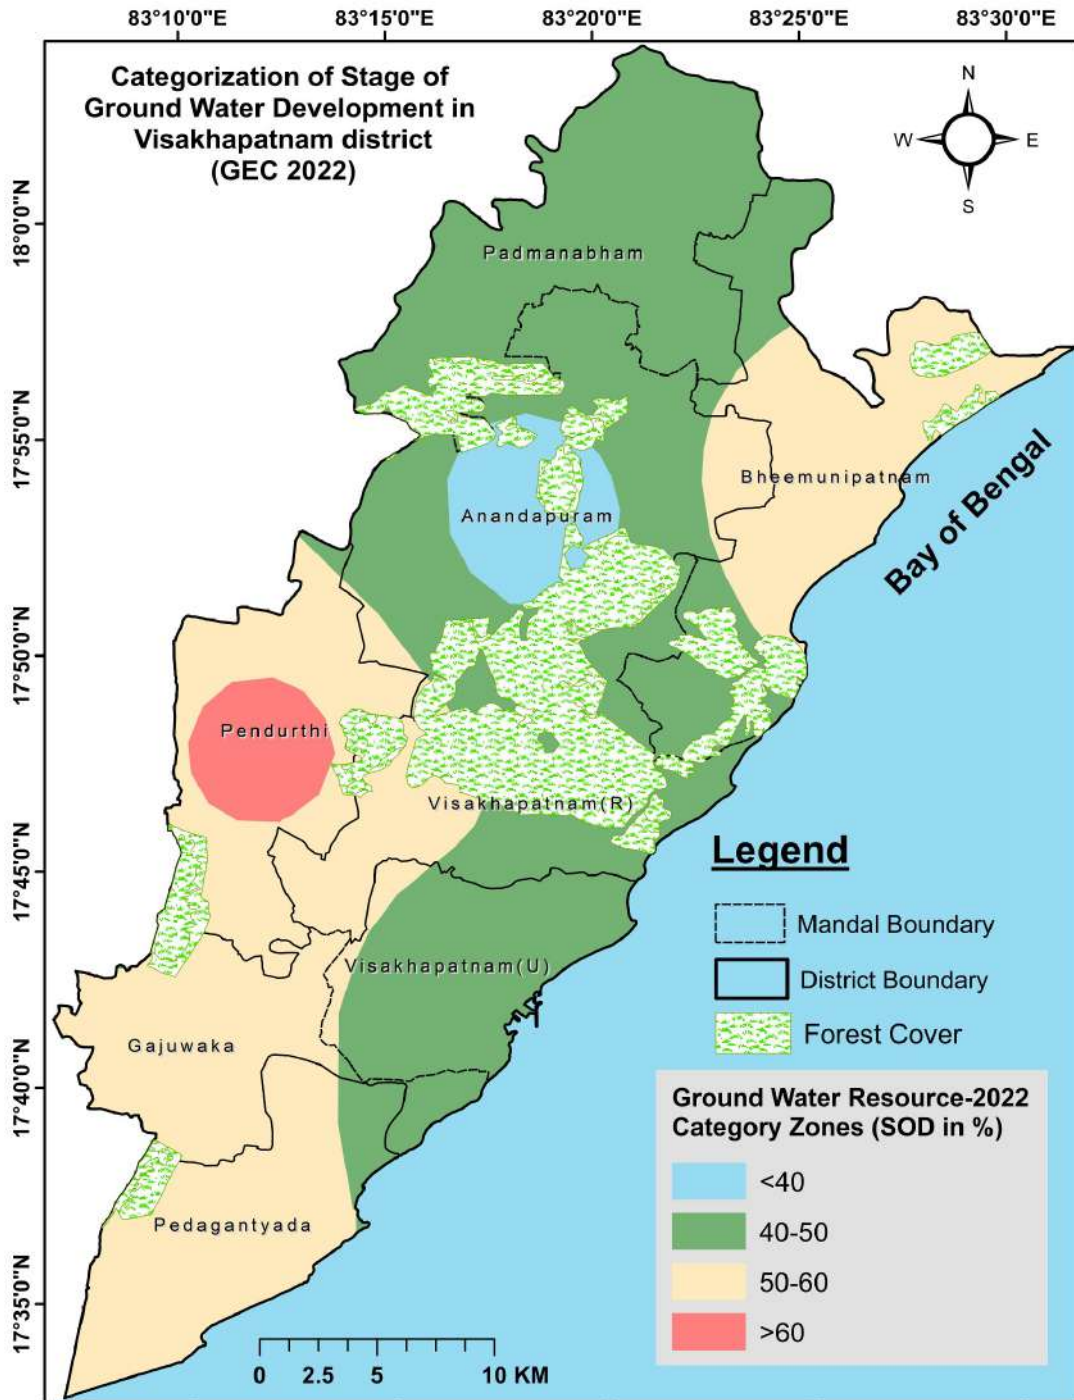 83°10'0"E 83°15'0"E 83°20'0"E 83°25'0"E 83°30'0"E
Categorization of Stage of
Ground Water Development in
Visakhapatnam district
(GEC 2022)
N
W E
S
18°0'0"N
17°55'0"N
17°50'0"N
17°45'0"N
17°40'0"N
17°35'0"N
Padmanabham
Bheemunipatnam
Anandapuram
Bay of Bengal
Pendurthi
Visakhapatnam(R)
Visakhapatnam(U)
Gajuwaka
Pedagantyada
Legend
Mandal Boundary
District Boundary
Forest Cover
Ground Water Resource-2022
Category Zones (SOD in %)
<40
40-50
50-60
>60
0 2.5 5 10 KM